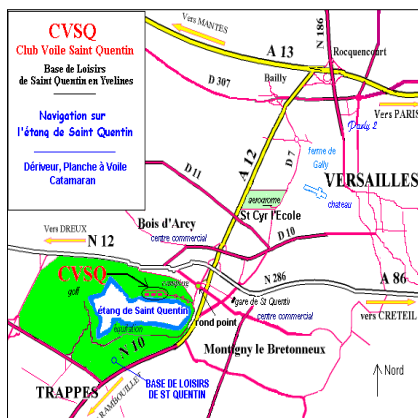 CVSQ
Club Voile Saint Quentin
Base de Loisirs
de Saint Quentin en Yvelines
Navigation sur
l'étang de Saint Quentin
Dériveur, Planche à Voile
Catamaran
Vers MANTES
A 13
N 186
Rocquencourt
Bailly
D 307
Vers PARIS
Parly 2
ferme de
Gally
D 7
A 12
D 11
VERSAILLES
chateau
aerodrome
St Cyr l'Ecole
Bois d'Arcy
centre commercial
D 10
Vers DREUX
N 12
CVSQ
campus
golf
N 286
A 86
gare de St Quentin
vers CRETEIL
étang de Saint Quentin
rond point
centre commercial
équitation
N 10
Montigny le Bretonneux
Nord
TRAPPES
BASE DE LOISIRS
DE ST QUENTIN
RAMBOUILLET